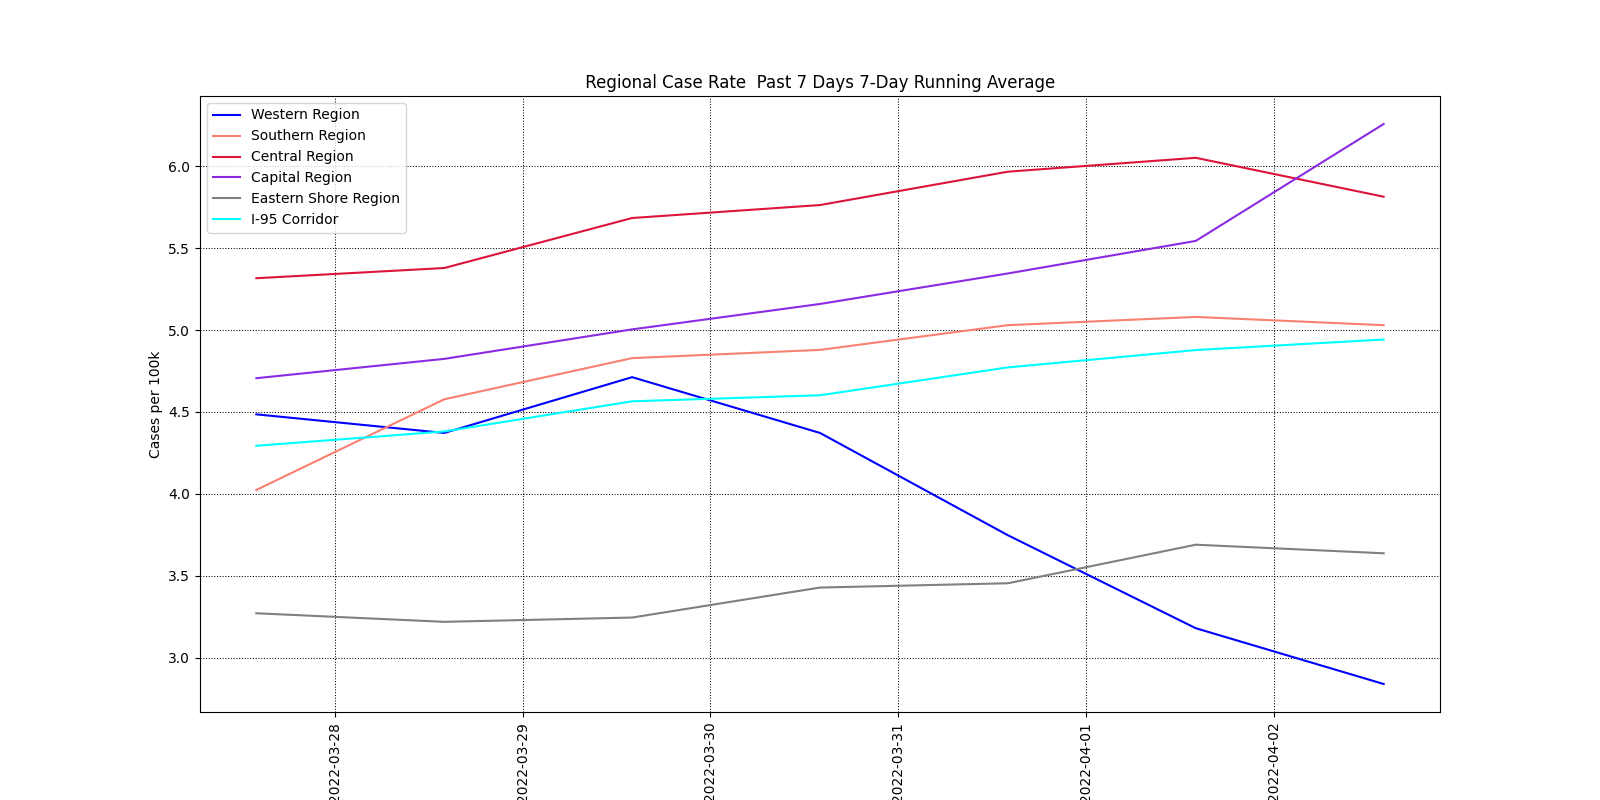 Regional Case Rate  Past 7 Days 7-Day Running Average
Western Region
Southern Region
Central Region
Capital Region
Eastern Shore Region
I-95 Corridor
Cases per 100k
6.0
5.5
5.0
4.5
4.0
3.5
3.0
2022-03-28
2022-03-29
2022-03-30
2022-03-31
2022-04-01
2022-04-02